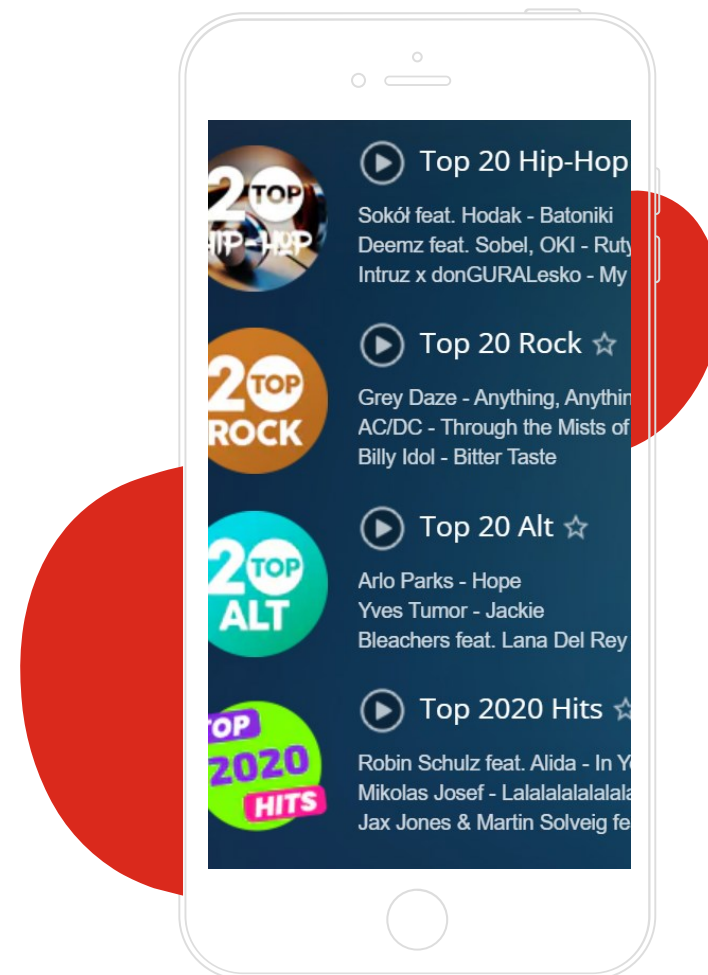 20 TOP
HIP-HOP
Top 20 Hip-Hop
Sokół feat. Hodak - Batoniki
Deemz feat. Sobel, OKI - Ruty
Intruz x donGURALesko - My
20 TOP
ROCK
Top 20 Rock
Grey Daze - Anything, Anythin
AC/DC - Through the Mists of
Billy Idol - Bitter Taste
20 TOP
ALT
Top 20 Alt
Arlo Parks - Hope
Yves Tumor - Jackie
Bleachers feat. Lana Del Rey
TOP
2020
HITS
Top 2020 Hits
Robin Schulz feat. Alida - In Yo
Mikolas Josef - Lalalalalalalala
Jax Jones & Martin Solveig fe